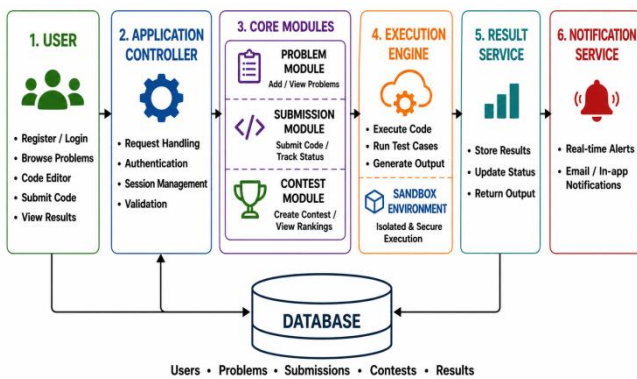 1. USER
• Register / Login
• Browse Problems
• Code Editor
• Submit Code
• View Results
2. APPLICATION
CONTROLLER
• Request Handling
• Authentication
• Session Management
• Validation
3. CORE MODULES
PROBLEM
MODULE
Add / View Problems
</>
SUBMISSION
MODULE
Submit Code /
Track Status
CONTEST
MODULE
Create Contest /
View Rankings
4. EXECUTION
ENGINE
• Execute Code
• Run Test Cases
• Generate Output
SANDBOX
ENVIRONMENT
Isolated & Secure
Execution
5. RESULT
SERVICE
• Store Results
• Update Status
• Return Output
6. NOTIFICATION
SERVICE
• Real-time Alerts
• Email / In-app
Notifications
DATABASE
Users • Problems • Submissions • Contests • Results